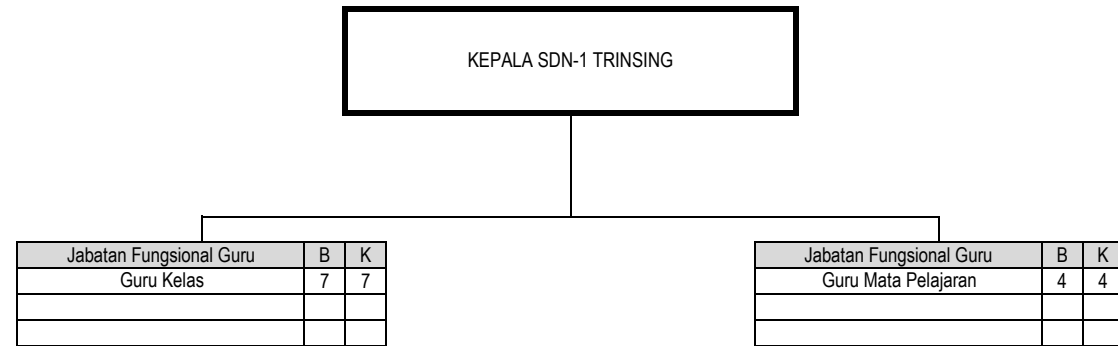 KEPALA SDN-1 TRINSING
Jabatan Fungsional Guru B K
Guru Kelas 7 7
Jabatan Fungsional Guru B K
Guru Mata Pelajaran 4 4